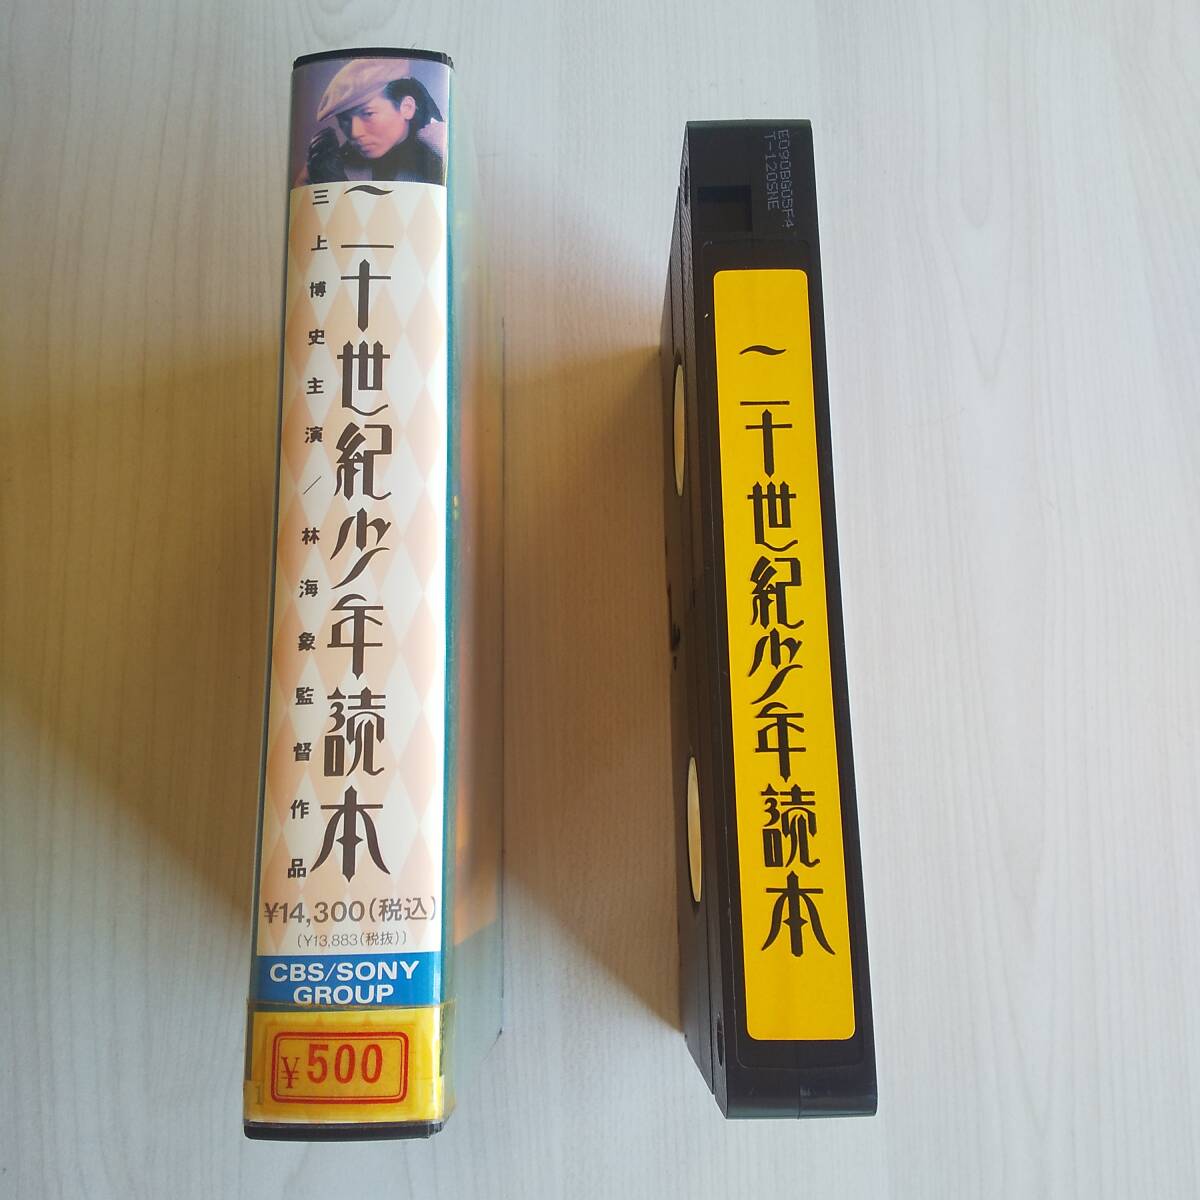 二十世紀少年読本
三上博史主演/林海象監督作品
¥14,300(税込)
(¥13,883(税抜))
CBS/SONY
GROUP
¥500
E090BG05F4
T-120SHE
二十世紀少年読本